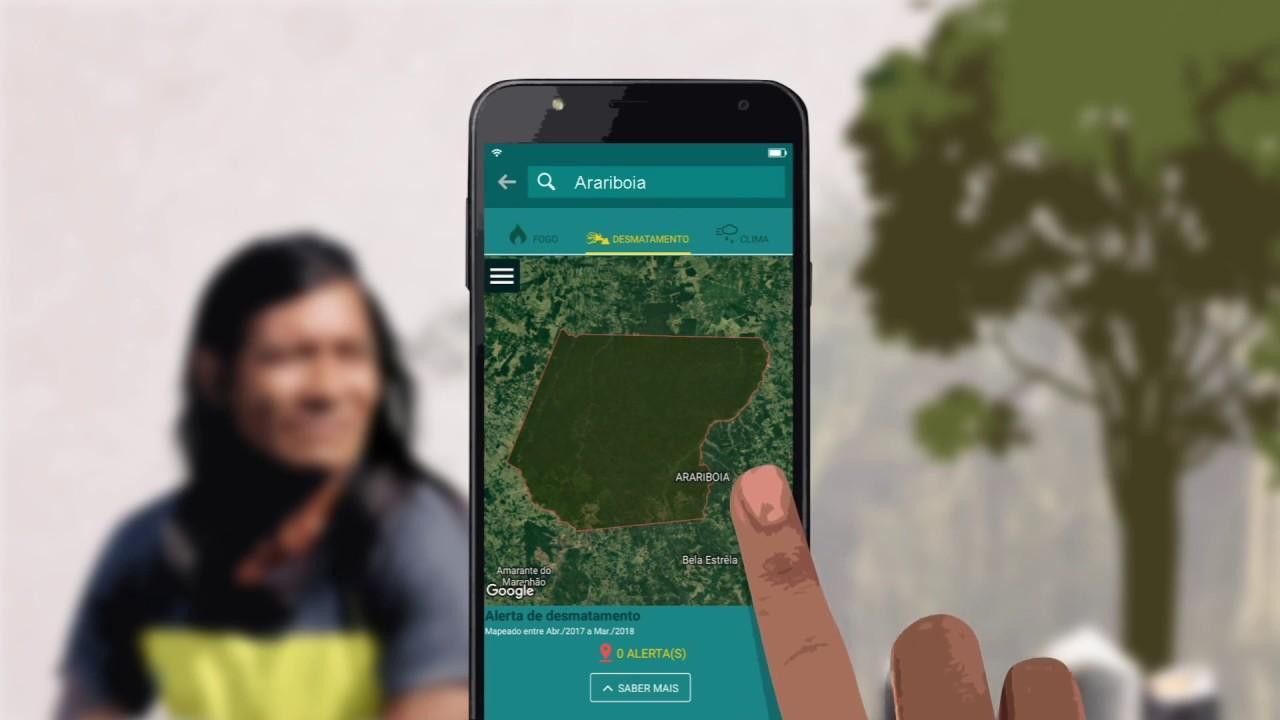 Arariboia
FOGO
DESMATAMENTO
CLIMA
ARARIBOIA
Bela Estrêla
Amarante do
Maranhão
Google
Alerta de desmatamento
Mapeado entre Abr./2017 a Mar./2018
0 ALERTA(S)
SABER MAIS